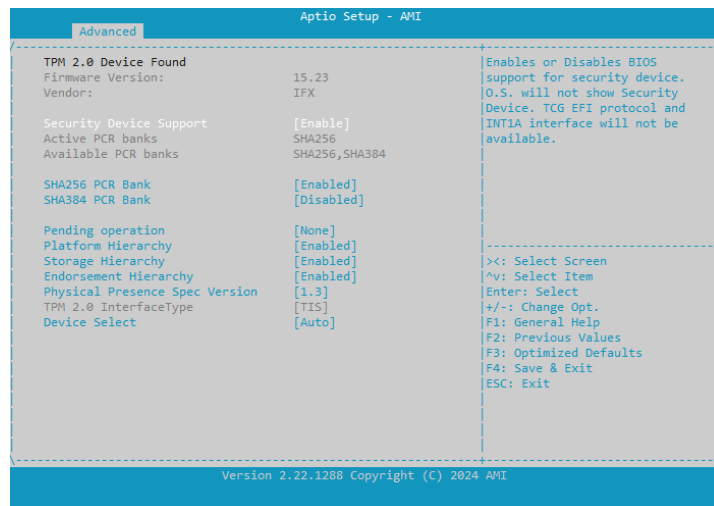 Aptio Setup - AMI
Advanced
TPM 2.0 Device Found
Firmware Version: 15.23
Vendor: IFX
Security Device Support [Enable]
Active PCR banks SHA256
Available PCR banks SHA256,SHA384
SHA256 PCR Bank [Enabled]
SHA384 PCR Bank [Disabled]
Pending operation [None]
Platform Hierarchy [Enabled]
Storage Hierarchy [Enabled]
Endorsement Hierarchy [Enabled]
Physical Presence Spec Version [1.3]
TPM 2.0 InterfaceType [TIS]
Device Select [Auto]
Enables or Disables BIOS
support for security device.
O.S. will not show Security
Device. TCG EFI protocol and
INT1A interface will not be
available.
><: Select Screen
^v: Select Item
Enter: Select
+/-: Change Opt.
F1: General Help
F2: Previous Values
F3: Optimized Defaults
F4: Save & Exit
ESC: Exit
Version 2.22.1288 Copyright (C) 2024 AMI